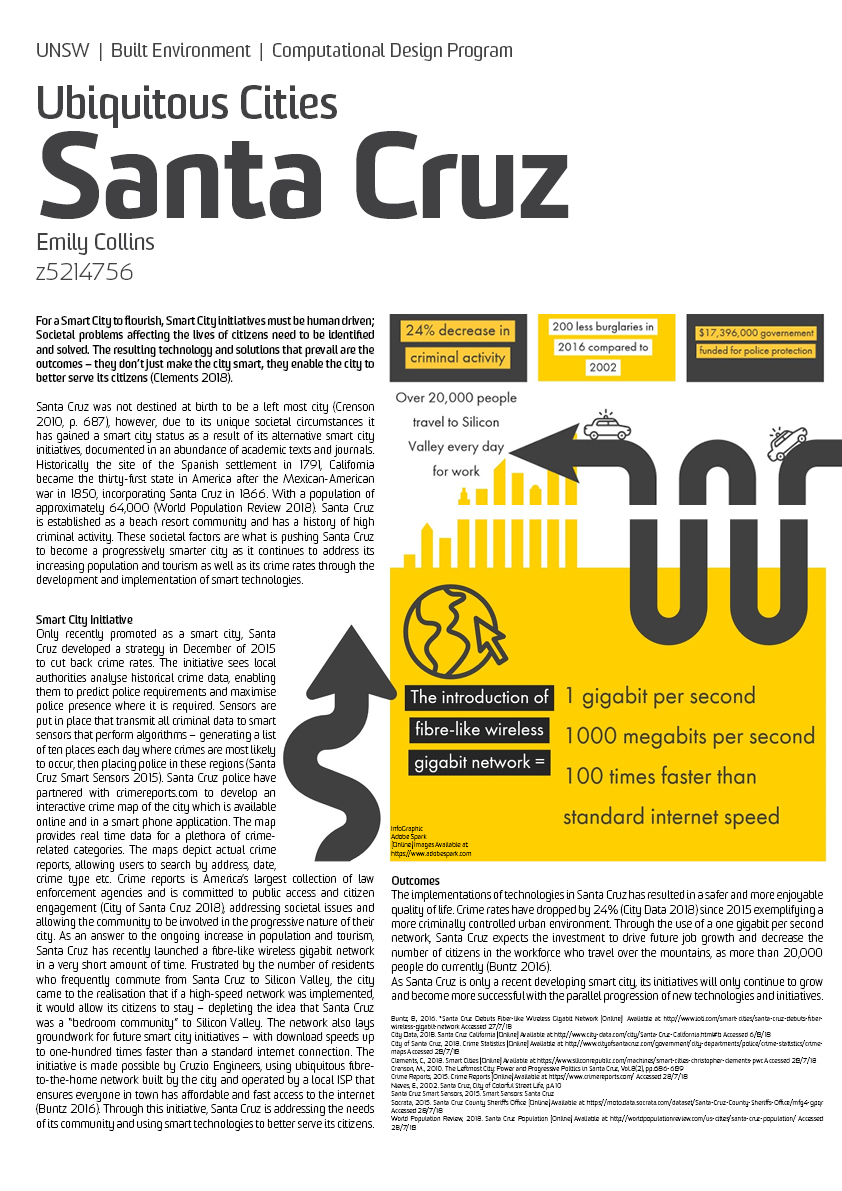 UNSW | Built Environment | Computational Design Program
Ubiquitous Cities
Santa Cruz
Emily Collins
z5214756
For a Smart City to flourish, Smart City initiatives must be human driven;
Societal problems affecting the lives of citizens need to be identified
and solved. The resulting technology and solutions that prevail are the
outcomes – they don't just make the city smart, they enable the city to
better serve its citizens (Clements 2018).
Santa Cruz was not destined at birth to be a left most city (Crenson
2010, p. 687), however, due to its unique societal circumstances it
has gained a smart city status as a result of its alternative smart city
initiatives, documented in an abundance of academic texts and journals.
Historically the site of the Spanish settlement in 1791, California
became the thirty-first state in America after the Mexican-American
war in 1850, incorporating Santa Cruz in 1866. With a population of
approximately 64,000 (World Population Review 2018). Santa Cruz
is established as a beach resort community and has a history of high
criminal activity. These societal factors are what is pushing Santa Cruz
to become a progressively smarter city as it continues to address its
increasing population and tourism as well as its crime rates through the
development and implementation of smart technologies.
Smart City Initiative
Only recently promoted as a smart city, Santa
Cruz developed a strategy in December of 2015
to cut back crime rates. The initiative sees local
authorities analyse historical crime data, enabling
them to predict police requirements and maximise
police presence where it is required. Sensors are
put in place that transmit all criminal data to smart
sensors that perform algorithms – generating a list
of ten places each day where crimes are most likely
to occur, then placing police in these regions (Santa
Cruz Smart Sensors 2015). Santa Cruz police have
partnered with crimereports.com to develop an
interactive crime map of the city which is available
online and in a smart phone application. The map
provides real time data for a plethora of crime-
related categories. The maps depict actual crime
reports, allowing users to search by address, date,
crime type etc. Crime reports is America's largest collection of law
enforcement agencies and is committed to public access and citizen
engagement (City of Santa Cruz 2018), addressing societal issues and
allowing the community to be involved in the progressive nature of their
city. As an answer to the ongoing increase in population and tourism,
Santa Cruz has recently launched a fibre-like wireless gigabit network
in a very short amount of time. Frustrated by the number of residents
who frequently commute from Santa Cruz to Silicon Valley, the city
came to the realisation that if a high-speed network was implemented,
it would allow its citizens to stay – depleting the idea that Santa Cruz
was a "bedroom community" to Silicon Valley. The network also lays
groundwork for future smart city initiatives – with download speeds up
to one-hundred times faster than a standard internet connection. The
initiative is made possible by Cruzio Engineers, using ubiquitous fibre-
to-the-home network built by the city and operated by a local ISP that
ensures everyone in town has affordable and fast access to the internet
(Buntz 2016). Through this initiative, Santa Cruz is addressing the needs
of its community and using smart technologies to better serve its citizens.
24% decrease in
criminal activity
200 less burglaries in
2016 compared to
2002
$17,396,000 governement
funded for police protection
Over 20,000 people
travel to Silicon
Valley every day
for work
The introduction of
fibre-like wireless
gigabit network =
1 gigabit per second
1000 megabits per second
100 times faster than
standard internet speed
InfoGraphic
Adobe Spark
[Online] Images Available at
https://www.adobespark.com
Outcomes
The implementations of technologies in Santa Cruz has resulted in a safer and more enjoyable
quality of life. Crime rates have dropped by 24% (City Data 2018) since 2015 exemplifying a
more criminally controlled urban environment. Through the use of a one gigabit per second
network, Santa Cruz expects the investment to drive future job growth and decrease the
number of citizens in the workforce who travel over the mountains, as more than 20,000
people do currently (Buntz 2016).
As Santa Cruz is only a recent developing smart city, its initiatives will only continue to grow
and become more successful with the parallel progression of new technologies and initiatives.
Buntz, B, 2016. "Santa Cruz Debuts Fiber-like Wireless Gigabit Network [Online] Available at http://www.ioti.com/smart-cities/santa-cruz-debuts-fiber-
wireless-gigabit-network Accessed 27/7/18
City Data, 2018. Santa Cruz California [Online] Available at http://www.city-data.com/city/Santa-Cruz-California.html#b Accessed 6/8/18
City of Santa Cruz, 2018. Crime Statistics [Online] Available at http://www.cityofsantacruz.com/government/city-departments/police/crime-statistics/crime-
maps Accessed 28/7/18
Clements, C, 2018. Smart Cities [Online] Available at https://www.siliconrepublic.com/machines/smart-cities-christopher-clements-pwc Accessed 28/7/18
Crenson, M., 2010. The Leftmost City: Power and Progressive Politics in Santa Cruz, Vol.8(2), pp.686-689
Crime Reports, 2015. Crime Reports [Online] Available at https://www.crimereports.com/ Accessed 28/7/18
Nieves, E., 2002. Santa Cruz, City of Colorful Street Life, p.A10
Santa Cruz Smart Sensors, 2015. Smart Sensors: Santa Cruz
Socrata, 2015. Santa Cruz County Sheriffs Office [Online] Available at https://moto.data.socrata.com/dataset/Santa-Cruz-County-Sheriffs-Office/mfg4-gpqr
Accessed 28/7/18
World Population Review, 2018. Santa Cruz Population [Online] Available at http://worldpopulationreview.com/us-cities/santa-cruz-population/ Accessed
28/7/18